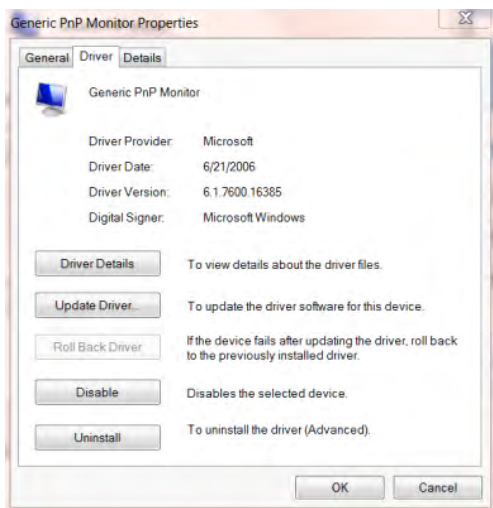 Generic PnP Monitor Properties
General Driver Details
Generic PnP Monitor
Driver Provider: Microsoft
Driver Date: 6/21/2006
Driver Version: 6.1.7600.16385
Digital Signer: Microsoft Windows
Driver Details To view details about the driver files.
Update Driver... To update the driver software for this device.
Roll Back Driver If the device fails after updating the driver, roll back
to the previously installed driver.
Disable Disables the selected device.
Uninstall To uninstall the driver (Advanced).
OK Cancel